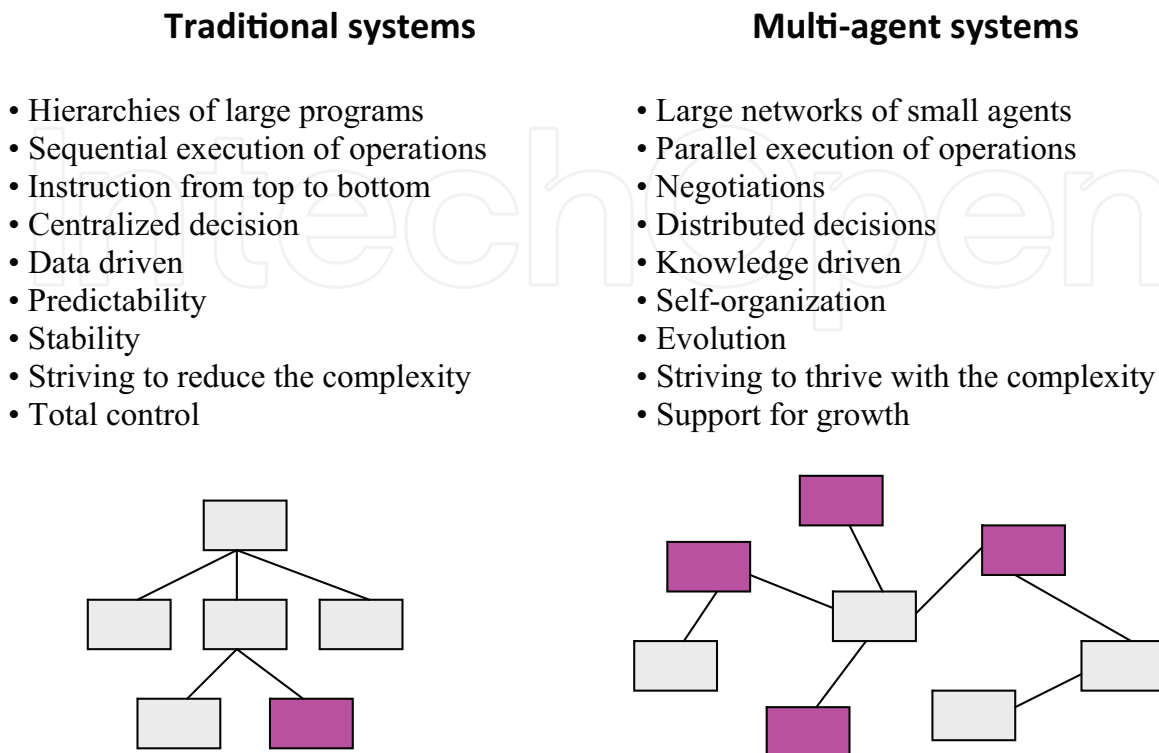 Traditional systems
• Hierarchies of large programs
• Sequential execution of operations
• Instruction from top to bottom
• Centralized decision
• Data driven
• Predictability
• Stability
• Striving to reduce the complexity
• Total control
Multi-agent systems
• Large networks of small agents
• Parallel execution of operations
• Negotiations
• Distributed decisions
• Knowledge driven
• Self-organization
• Evolution
• Striving to thrive with the complexity
• Support for growth
IntechOpen